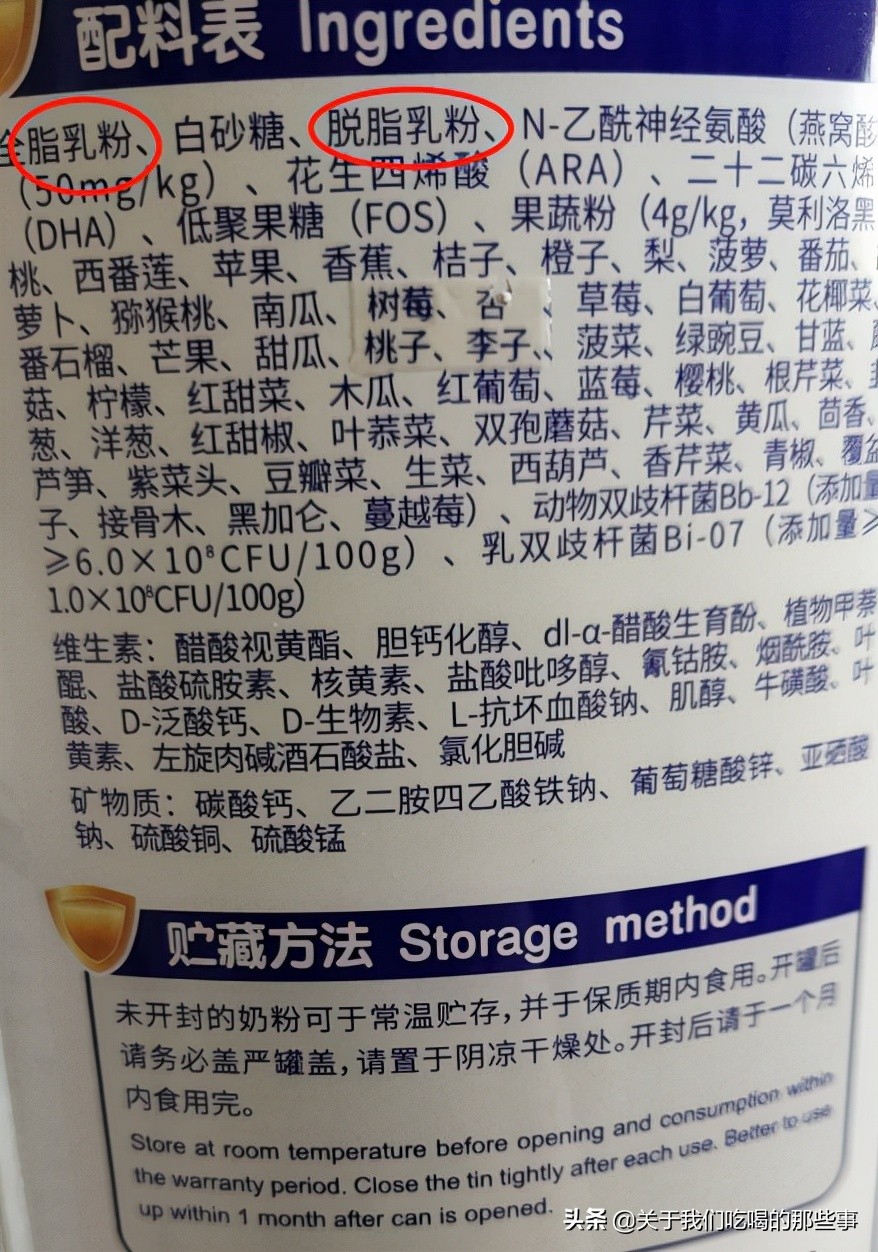 配料表 Ingredients
全脂乳粉、白砂糖、脱脂乳粉、N-乙酰神经氨酸（燕窝酸
(50mg/kg）、花生四烯酸（ARA）、二十二碳六烯
(DHA）、低聚果糖（FOS）、果蔬粉（4g/kg，莫利洛黑
桃、西番莲、苹果、香蕉、桔子、橙子、梨、菠萝、番茄、
萝卜、猕猴桃、南瓜、树莓、杏、草莓、白葡萄、花椰菜、
番石榴、芒果、甜瓜、桃子、李子、菠菜、绿豌豆、甘蓝、
菇、柠檬、红甜菜、木瓜、红葡萄、蓝莓、樱桃、根芹菜、
葱、洋葱、红甜椒、叶恭菜、双孢蘑菇、芹菜、黄瓜、茴香、
芦笋、紫菜头、豆瓣菜、生菜、西葫芦、香芹菜、青椒、覆盆
子、接骨木、黑加仑、蔓越莓）、动物双歧杆菌Bb-12（添加量
≥6.0×10⁸CFU/100g）、乳双歧杆菌Bi-07（添加量≥
1.0×10⁸CFU/100g)
维生素：醋酸视黄酯、胆钙化醇、dl-α-醋酸生育酚、植物甲萘
醌、盐酸硫胺素、核黄素、盐酸吡哆醇、氰钴胺、烟酰胺、叶
酸、D-泛酸钙、D-生物素、L-抗坏血酸钠、肌醇、牛磺酸、叶
黄素、左旋肉碱酒石酸盐、氯化胆碱
矿物质：碳酸钙、乙二胺四乙酸铁钠、葡萄糖酸锌、亚硒酸
钠、硫酸铜、硫酸锰
贮藏方法 Storage method
未开封的奶粉可于常温贮存，并于保质期内食用。开罐后
请务必盖严罐盖，请置于阴凉干燥处。开封后请于一个月
内食用完。
Store at room temperature before opening and consumption within
the warranty period. Close the tin tightly after each use. Better to use
up within 1 month after can is opened.
头条 @关于我们吃喝的那些事